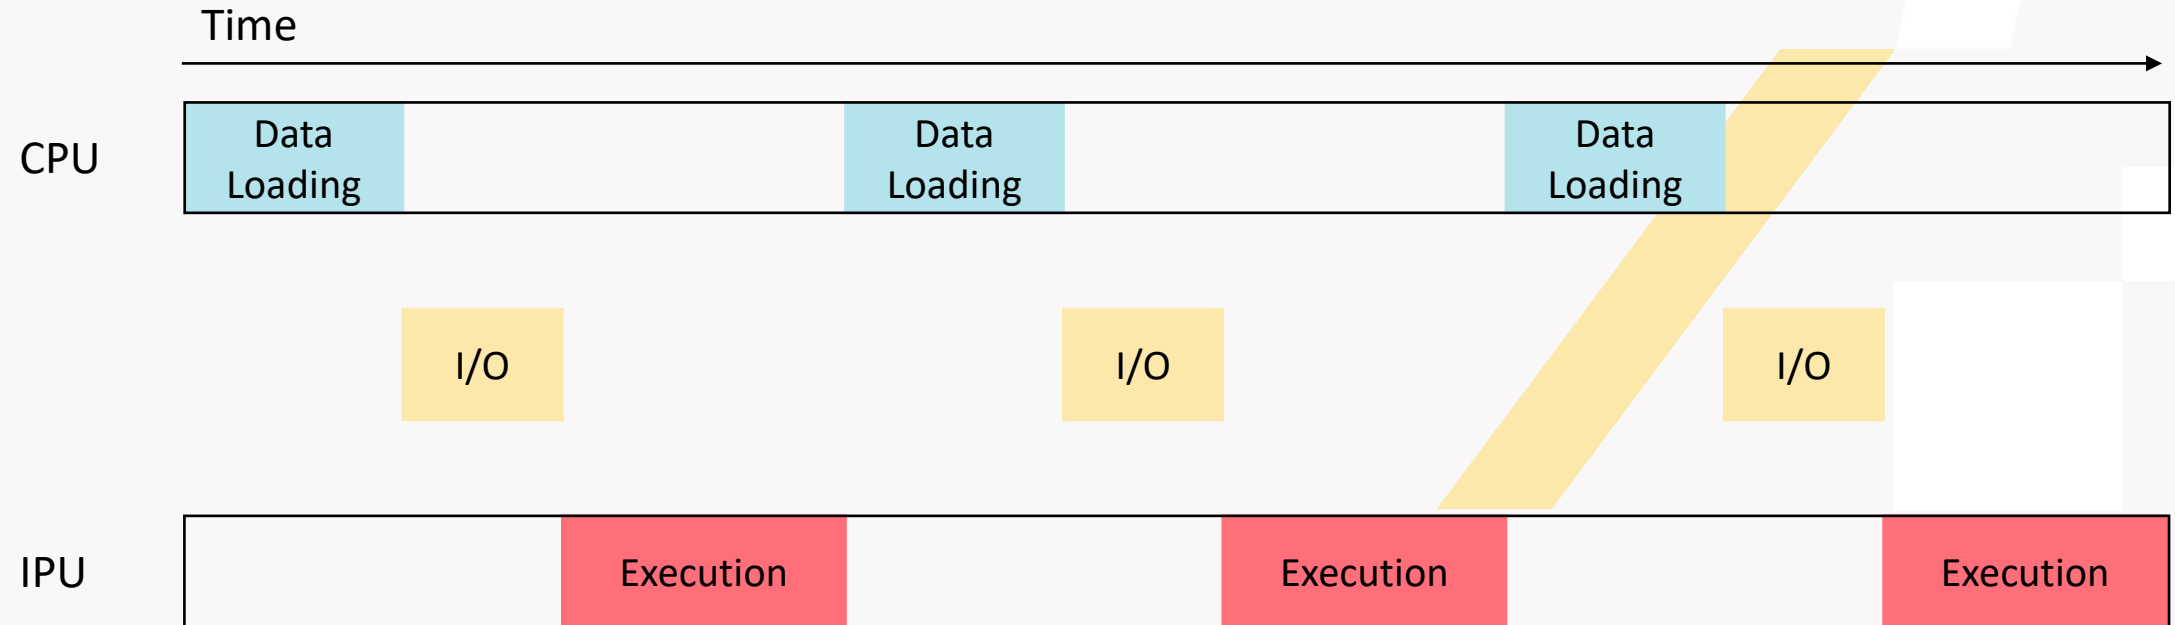 Time
CPU
Data
Loading
Data
Loading
Data
Loading
I/O
I/O
I/O
IPU
Execution
Execution
Execution